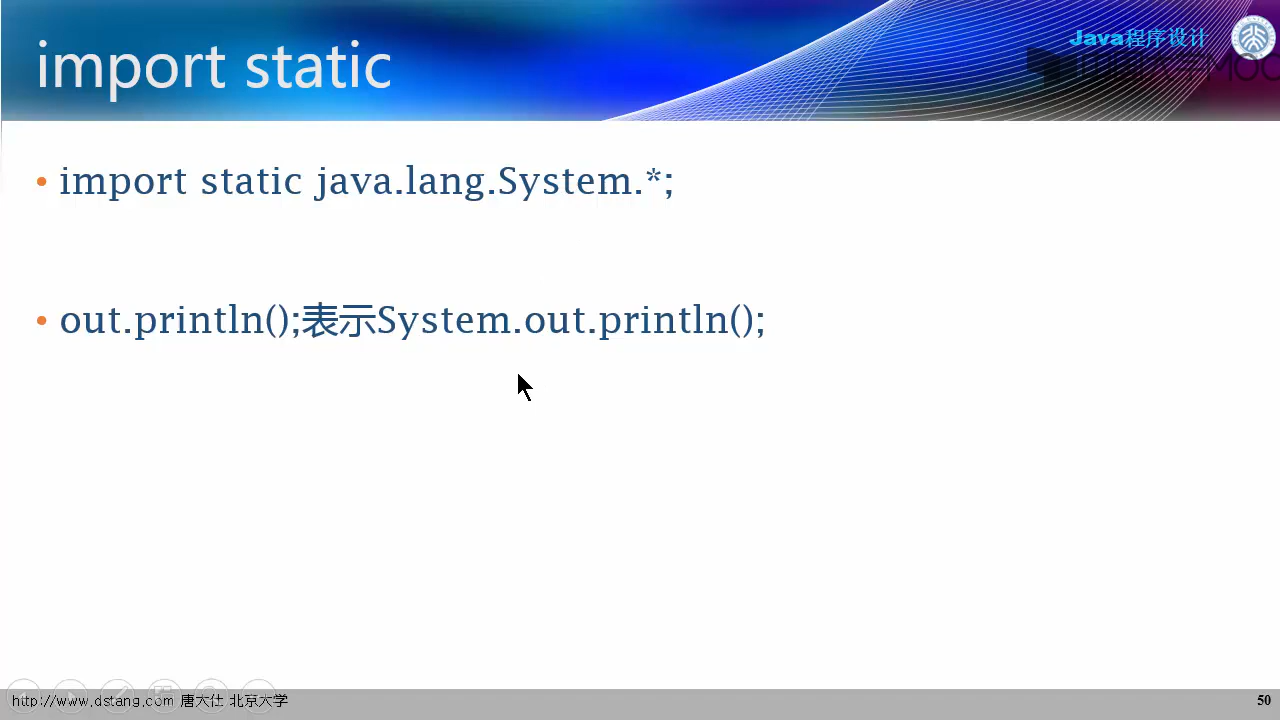 import static
Java程序设计
• import static java.lang.System.*;
• out.println();表示System.out.println();
http://www.dstang.com 唐大仕 北京大学
50